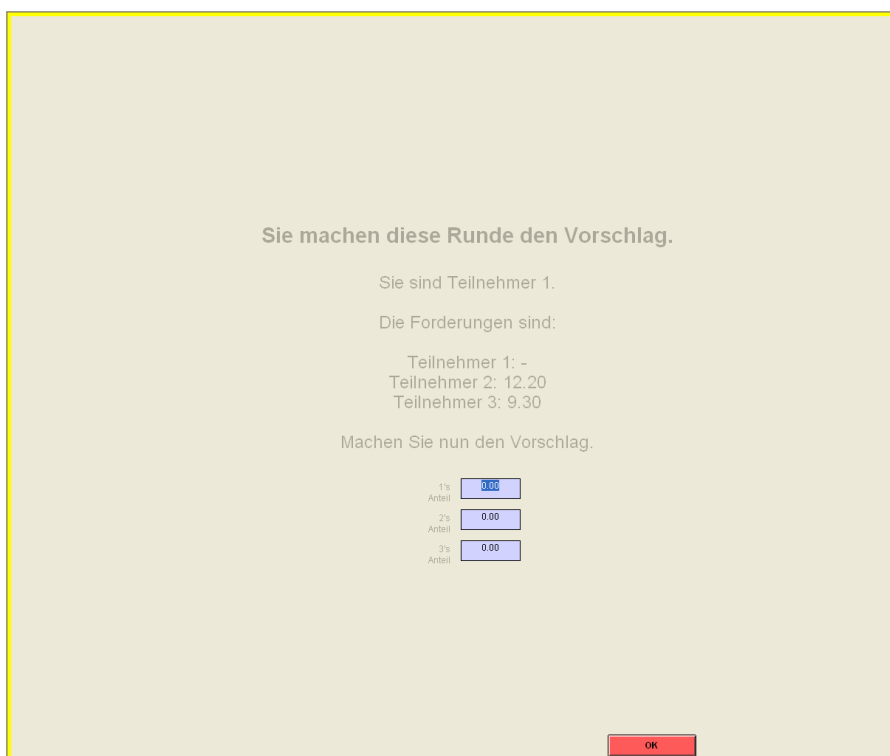 Sie machen diese Runde den Vorschlag.
Sie sind Teilnehmer 1.
Die Forderungen sind:
Teilnehmer 1: -
Teilnehmer 2: 12.20
Teilnehmer 3: 9.30
Machen Sie nun den Vorschlag.
1's Anteil 0.00
2's Anteil 0.00
3's Anteil 0.00
OK